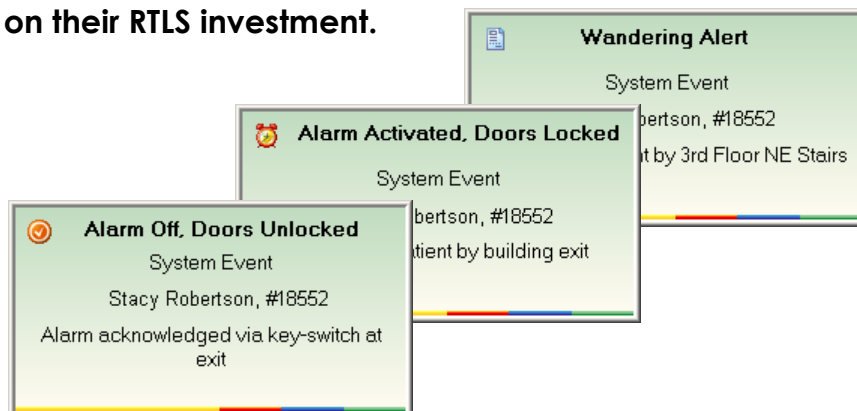 on their RTLS investment.
Wandering Alert
System Event
bertson, #18552
t by 3rd Floor NE Stairs
Alarm Activated, Doors Locked
System Event
bertson, #18552
tient by building exit
Alarm Off, Doors Unlocked
System Event
Stacy Robertson, #18552
Alarm acknowledged via key-switch at
exit